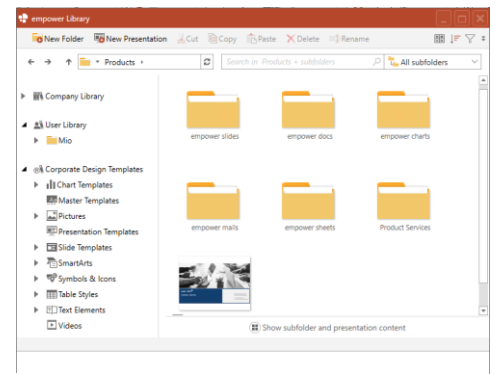 empower Library
New Folder New Presentation Cut Copy Paste Delete Rename
Products Search in Products + subfolders All subfolders
Company Library
User Library
Mio
Corporate Design Templates
Chart Templates
Master Templates
Pictures
Presentation Templates
Slide Templates
SmartArts
Symbols & Icons
Table Styles
Text Elements
Videos
empower slides empower docs empower charts
empower mails empower sheets Product Services
Show subfolder and presentation content